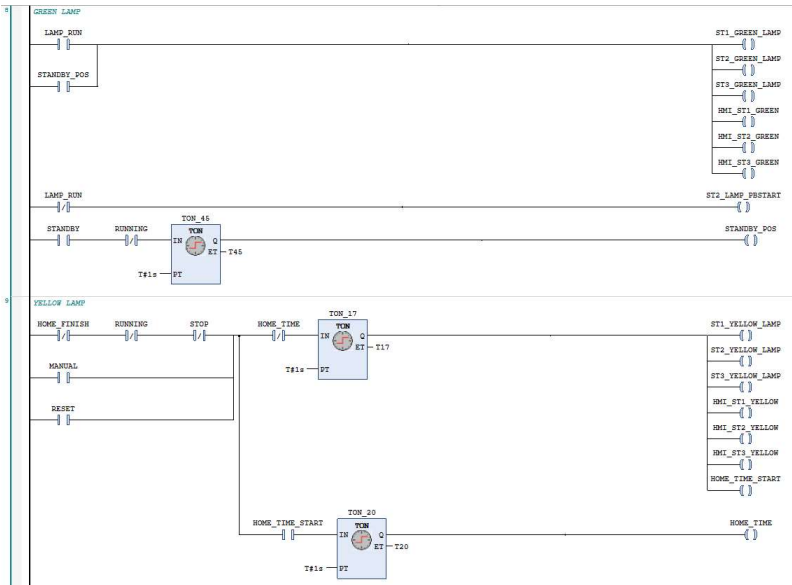 8 GREEN LAMP
LAMP_RUN ST1_GREEN_LAMP
ST2_GREEN_LAMP
STANDBY_POS
ST3_GREEN_LAMP
HMI_ST1_GREEN
HMI_ST2_GREEN
HMI_ST3_GREEN
LAMP_RUN ST2_LAMP_PBSTART
TON_45
STANDBY RUNNING TON STANDBY_POS
IN Q
ET T45
T#1s PT
9 YELLOW LAMP
TON_17
HOME_FINISH RUNNING STOP HOME_TIME TON ST1_YELLOW_LAMP
IN Q
ET T17
ST2_YELLOW_LAMP
T#1s PT
MANUAL ST3_YELLOW_LAMP
HMI_ST1_YELLOW
RESET
HMI_ST2_YELLOW
HMI_ST3_YELLOW
HOME_TIME_START
TON_20
HOME_TIME_START TON HOME_TIME
IN Q
ET T20
T#1s PT